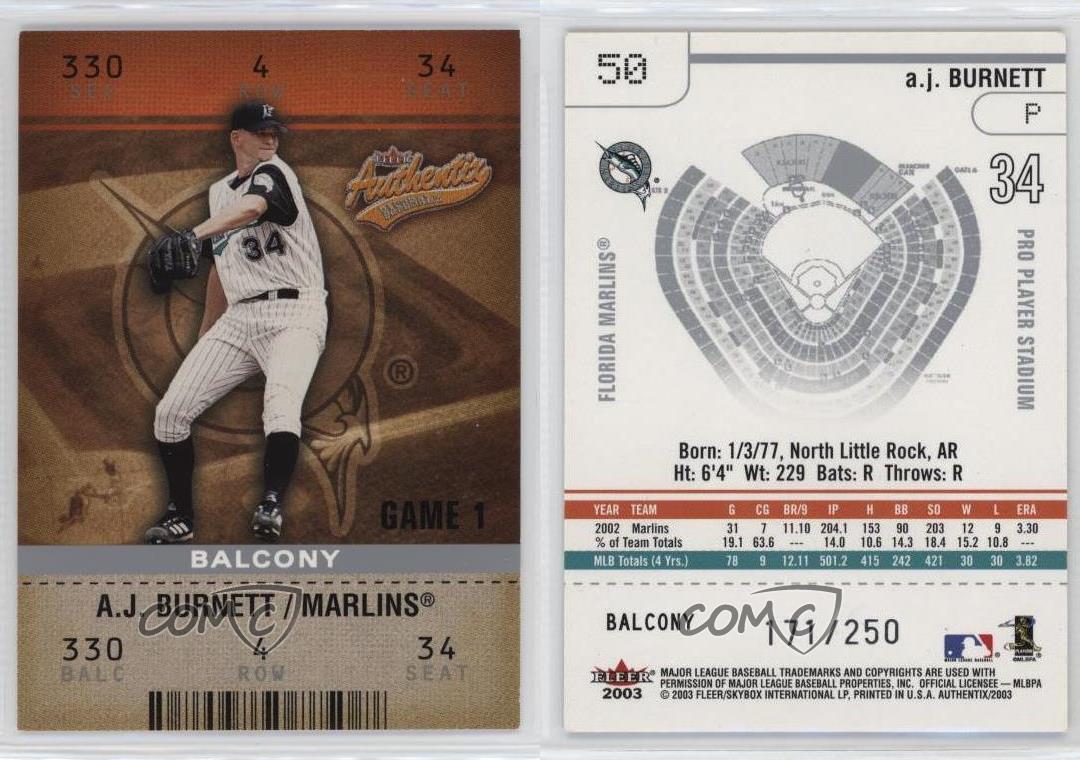 330 4 34
SEC ROW SEAT
FLEER
Authentix
34
®
GAME 1
BALCONY
A.J. BURNETT / MARLINS®
330 4 34
BALC ROW SEAT
COMC
50
a.j. BURNETT
P
34
FLORIDA MARLINS®
PRO PLAYER STADIUM
GATE 6
Born: 1/3/77, North Little Rock, AR
Ht: 6'4" Wt: 229 Bats: R Throws: R
YEAR TEAM G CG BR/9 IP H BB SO W L ERA
2002 Marlins 31 7 11.10 204.1 153 90 203 12 9 3.30
% of Team Totals 19.1 63.6 --- 14.0 10.6 14.3 18.4 15.2 10.8 ---
MLB Totals (4 Yrs.) 78 9 12.11 501.2 415 242 421 30 30 3.82
BALCONY 171/250
COMC
FLEER
2003
MAJOR LEAGUE BASEBALL TRADEMARKS AND COPYRIGHTS ARE USED WITH
PERMISSION OF MAJOR LEAGUE BASEBALL PROPERTIES, INC. OFFICIAL LICENSEE — MLBPA
© 2003 FLEER/SKYBOX INTERNATIONAL LP, PRINTED IN U.S.A. AUTHENTIX/2003
©MLBPA